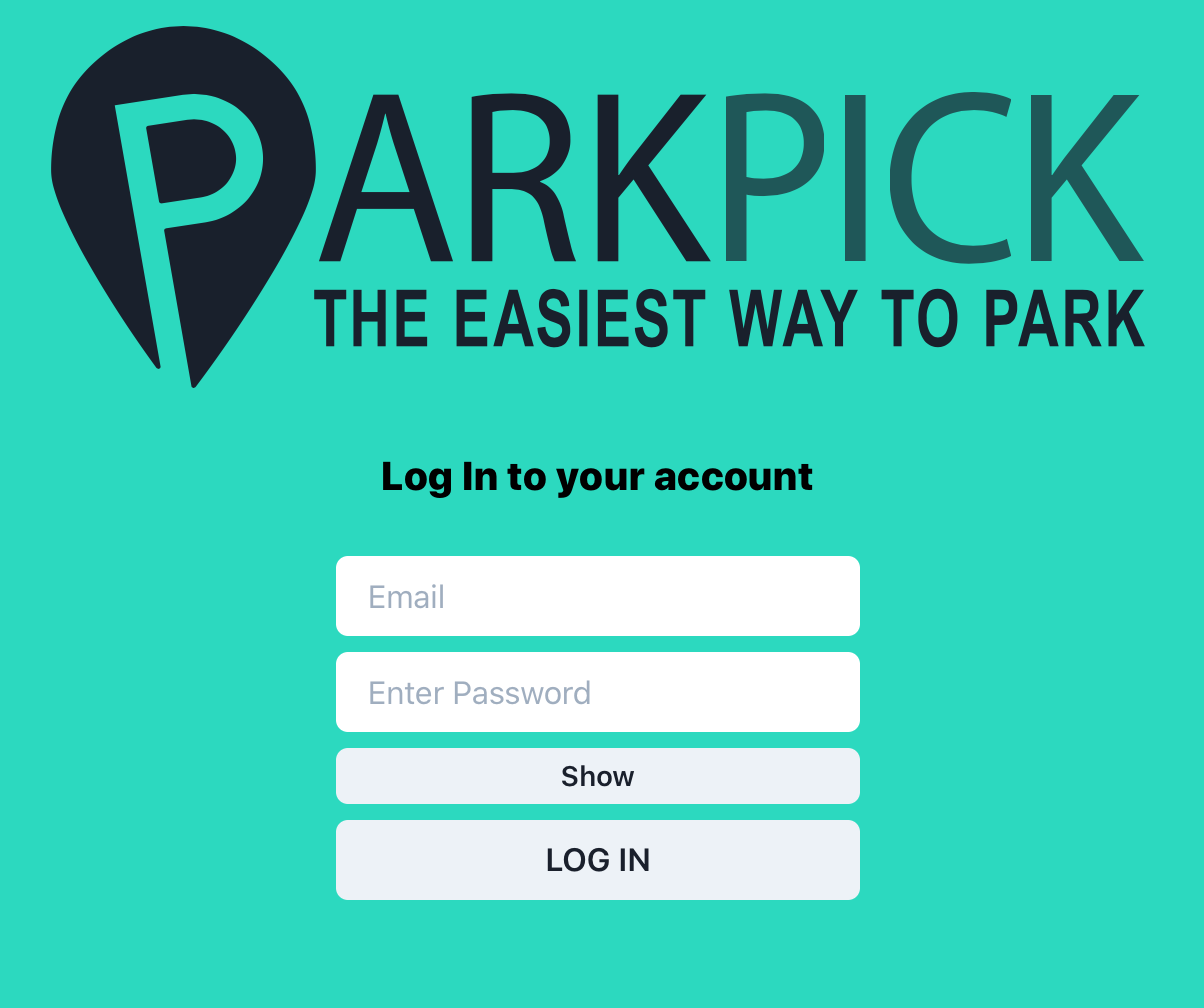 PARKPICK
THE EASIEST WAY TO PARK
Log In to your account
Email
Enter Password
Show
LOG IN